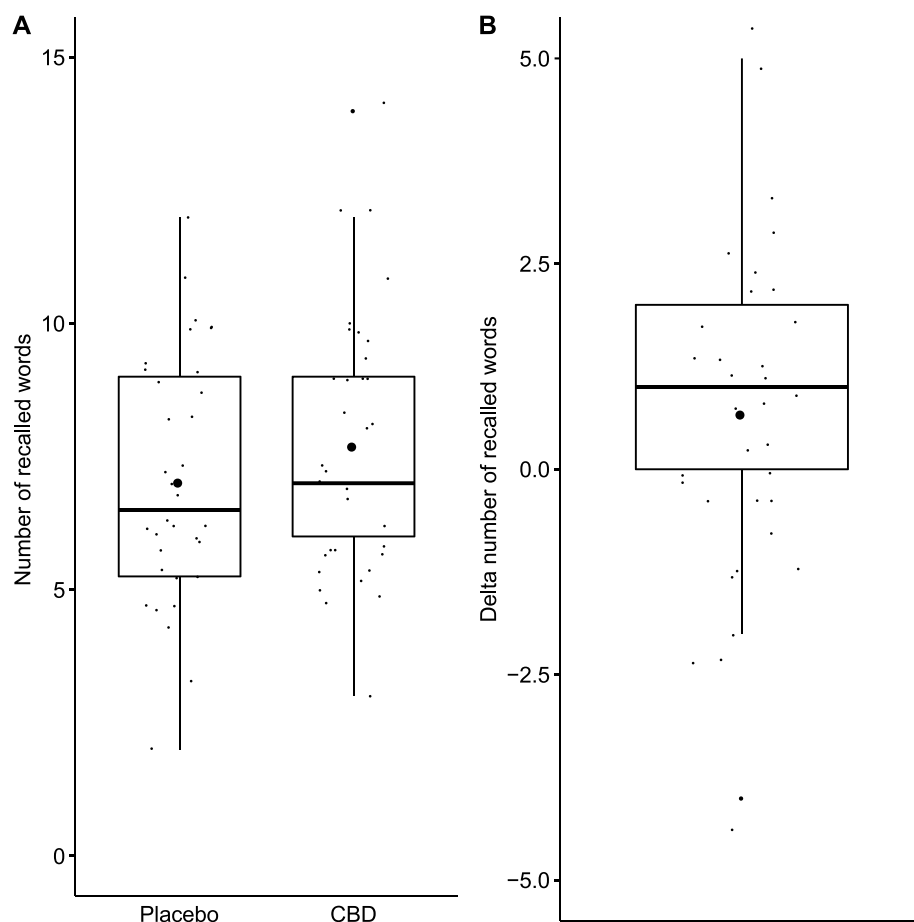 A
Number of recalled words
15
10
5
0
Placebo
CBD
B
Delta number of recalled words
5.0
2.5
0.0
−2.5
−5.0